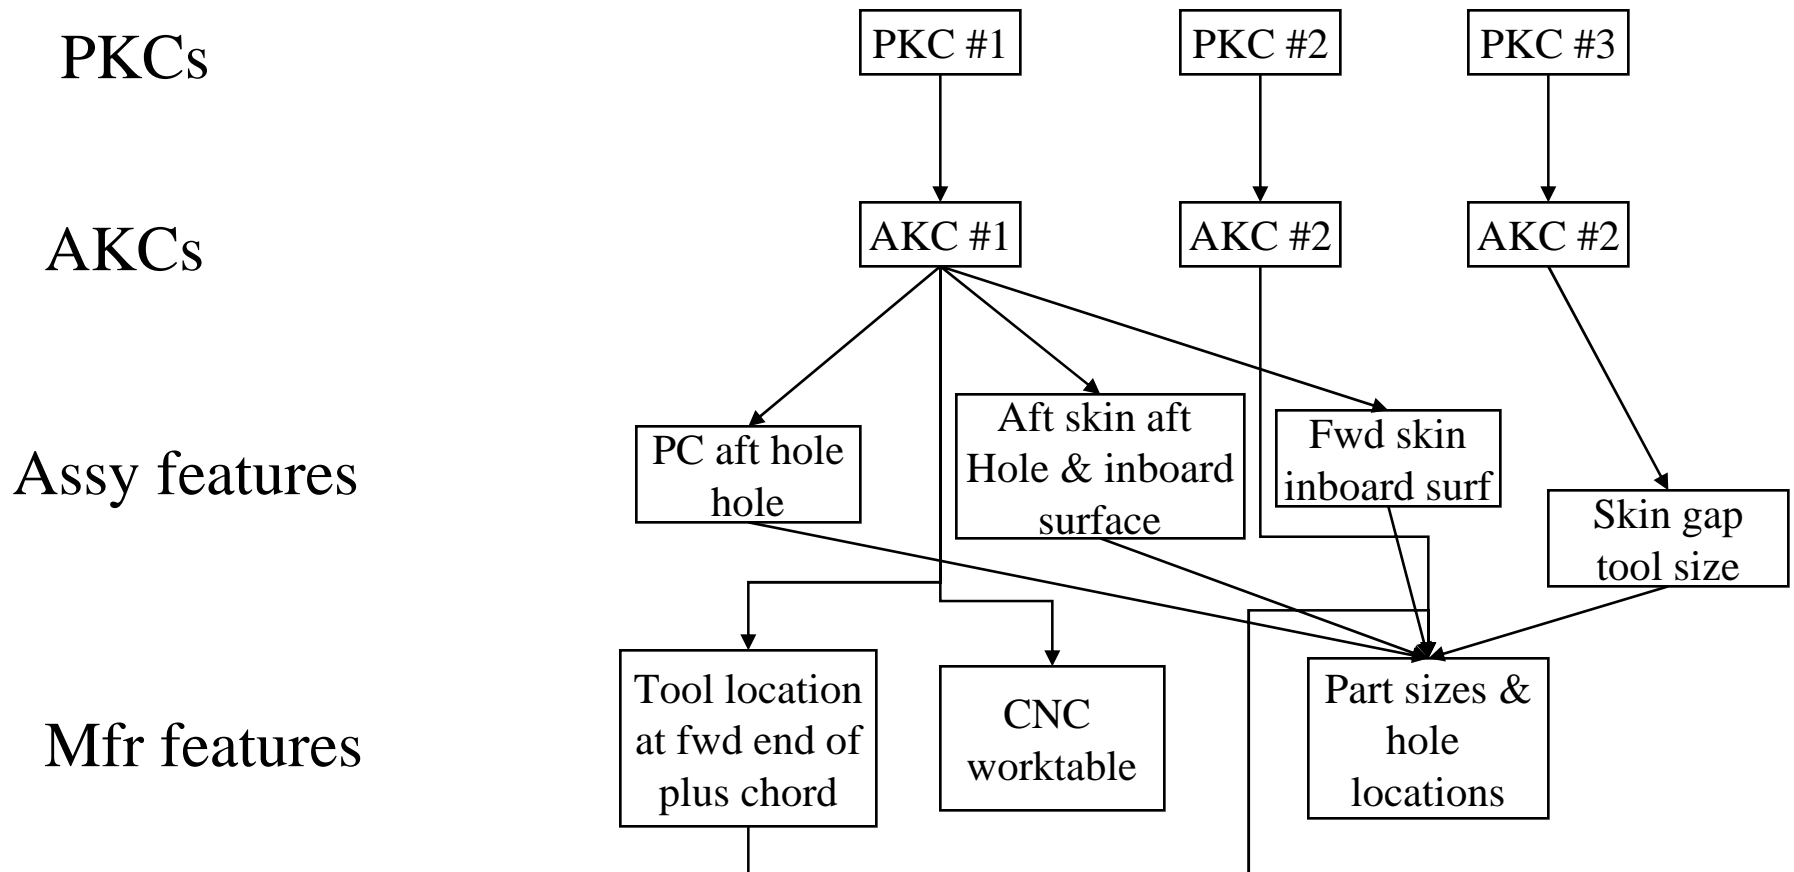 PKCs
PKC #1
PKC #2
PKC #3
AKCs
AKC #1
AKC #2
AKC #2
Assy features
PC aft hole
hole
Aft skin aft
Hole & inboard
surface
Fwd skin
inboard surf
Skin gap
tool size
Mfr features
Tool location
at fwd end of
plus chord
CNC
worktable
Part sizes &
hole
locations